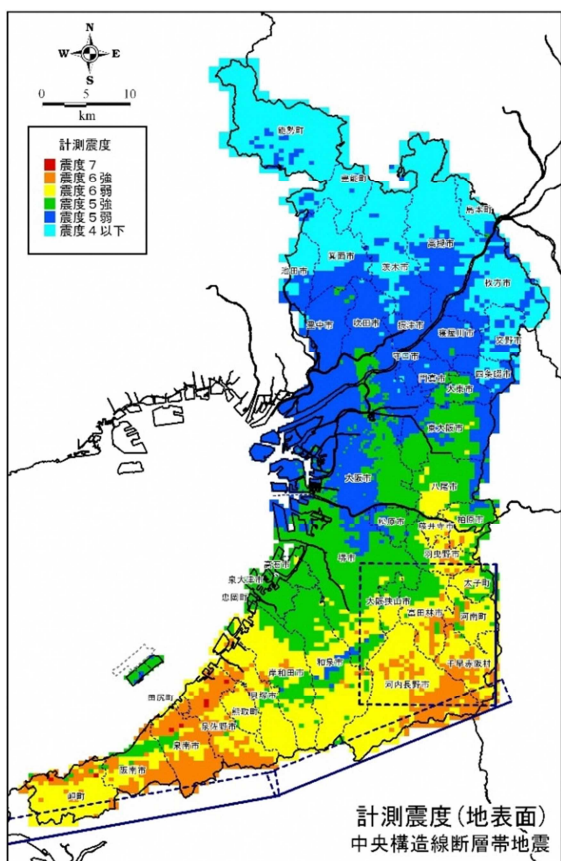 N
W E
S
0 5 10
km
計測震度
震度7
震度6強
震度6弱
震度5強
震度5弱
震度4以下
能勢町
豊能町
島本町
高槻市
箕面市
茨木市
池田市
枚方市
豊中市
吹田市
摂津市
寝屋川市
交野市
守口市
門真市
四条畷市
大東市
東大阪市
大阪市
八尾市
松原市
柏原市
藤井寺市
羽曳野市
堺市
高石市
泉大津市
太子町
忠岡町
大阪狭山市
富田林市
河南町
和泉市
岸和田市
千早赤阪村
河内長野市
貝塚市
田尻町
熊取町
泉佐野市
泉南市
阪南市
岬町
計測震度(地表面)
中央構造線断層帯地震